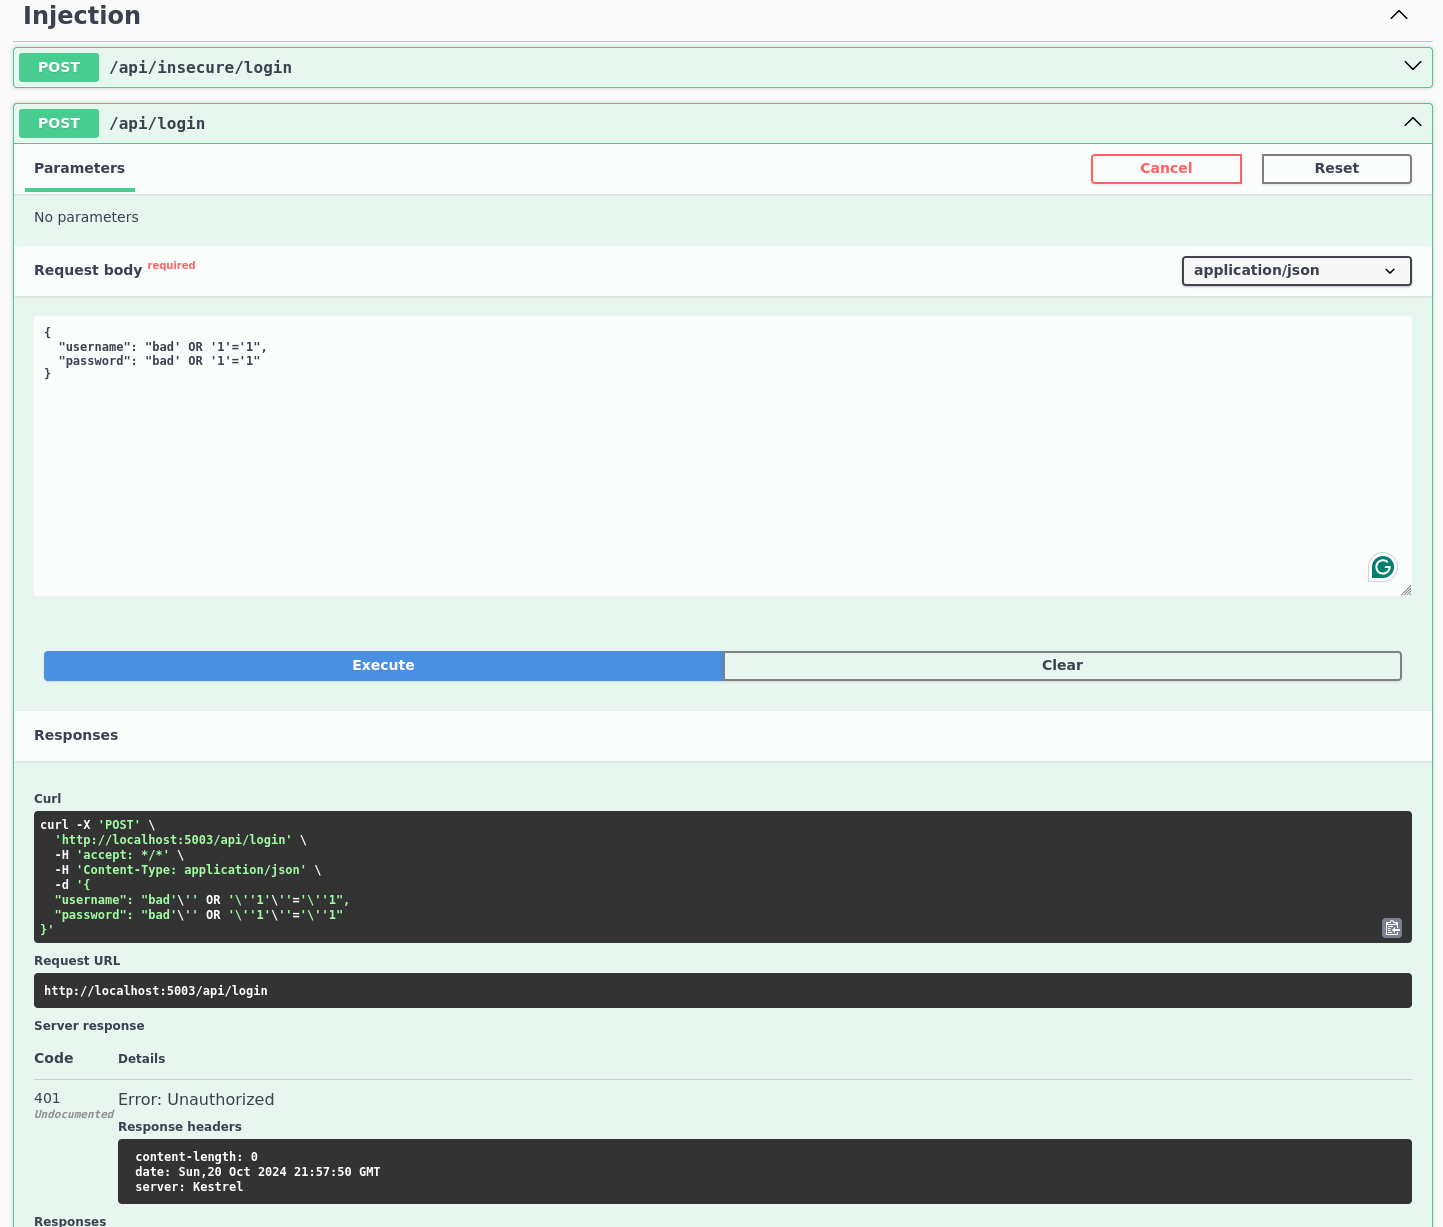 Injection
POST /api/insecure/login
POST /api/login
Parameters Cancel Reset
No parameters
Request body required application/json
{
  "username": "bad' OR '1'='1",
  "password": "bad' OR '1'='1"
}
Execute Clear
Responses
Curl
curl -X 'POST' \
  'http://localhost:5003/api/login' \
  -H 'accept: */*' \
  -H 'Content-Type: application/json' \
  -d '{
  "username": "bad'\'' OR '\''1'\''='\''1",
  "password": "bad'\'' OR '\''1'\''='\''1"
}'
Request URL
http://localhost:5003/api/login
Server response
Code Details
401 Error: Unauthorized
Undocumented
Response headers
content-length: 0
date: Sun,20 Oct 2024 21:57:50 GMT
server: Kestrel
Responses